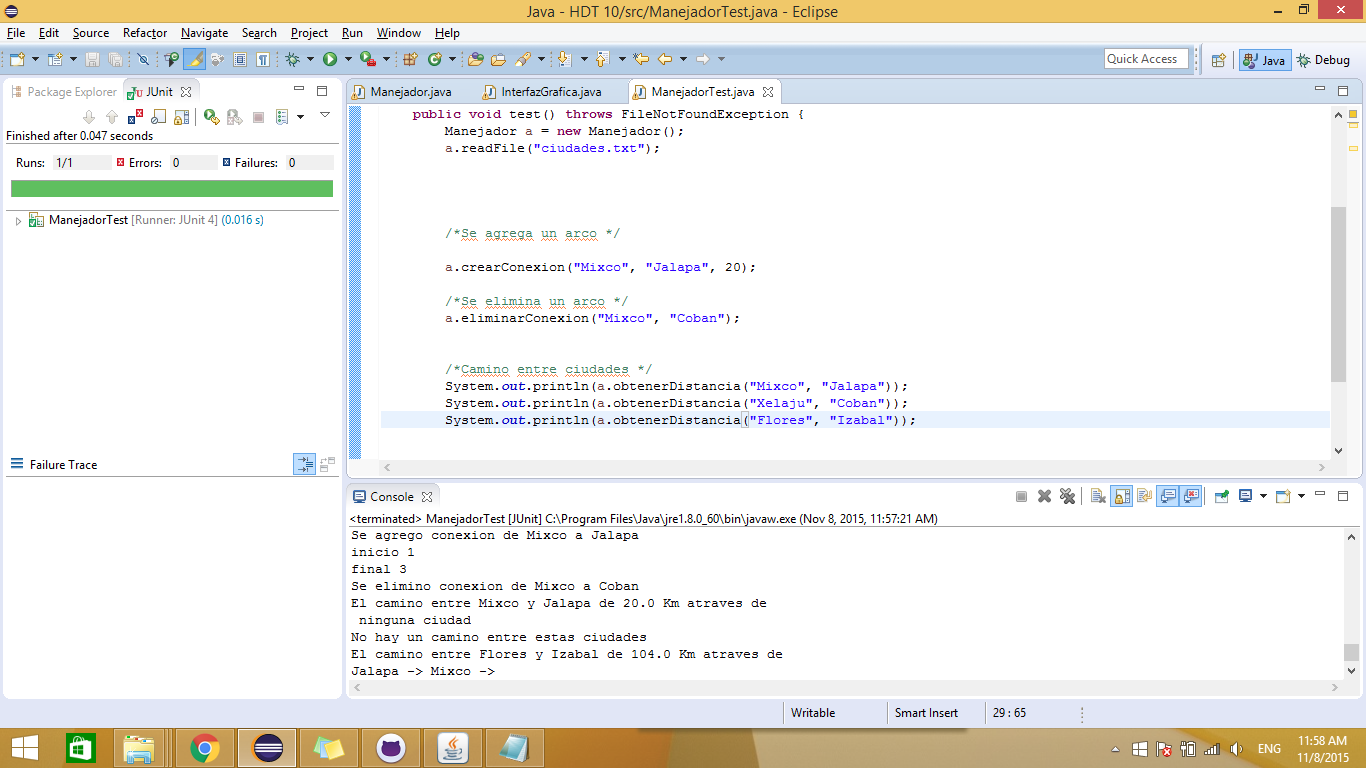 Java - HDT 10/src/ManejadorTest.java - Eclipse
File Edit Source Refactor Navigate Search Project Run Window Help
Quick Access
Java
Debug
Package Explorer
JUnit
Finished after 0.047 seconds
Runs: 1/1 Errors: 0 Failures: 0
ManejadorTest [Runner: JUnit 4] (0.016 s)
Failure Trace
Manejador.java
InterfazGrafica.java
ManejadorTest.java
public void test() throws FileNotFoundException {
Manejador a = new Manejador();
a.readFile("ciudades.txt");
/*Se agrega un arco */
a.crearConexion("Mixco", "Jalapa", 20);
/*Se elimina un arco */
a.eliminarConexion("Mixco", "Coban");
/*Camino entre ciudades */
System.out.println(a.obtenerDistancia("Mixco", "Jalapa"));
System.out.println(a.obtenerDistancia("Xelaju", "Coban"));
System.out.println(a.obtenerDistancia("Flores", "Izabal"));
Console
<terminated> ManejadorTest [JUnit] C:\Program Files\Java\jre1.8.0_60\bin\javaw.exe (Nov 8, 2015, 11:57:21 AM)
Se agrego conexion de Mixco a Jalapa
inicio 1
final 3
Se elimino conexion de Mixco a Coban
El camino entre Mixco y Jalapa de 20.0 Km atraves de
ninguna ciudad
No hay un camino entre estas ciudades
El camino entre Flores y Izabal de 104.0 Km atraves de
Jalapa -> Mixco ->
Writable
Smart Insert
29 : 65
ENG
11:58 AM
11/8/2015